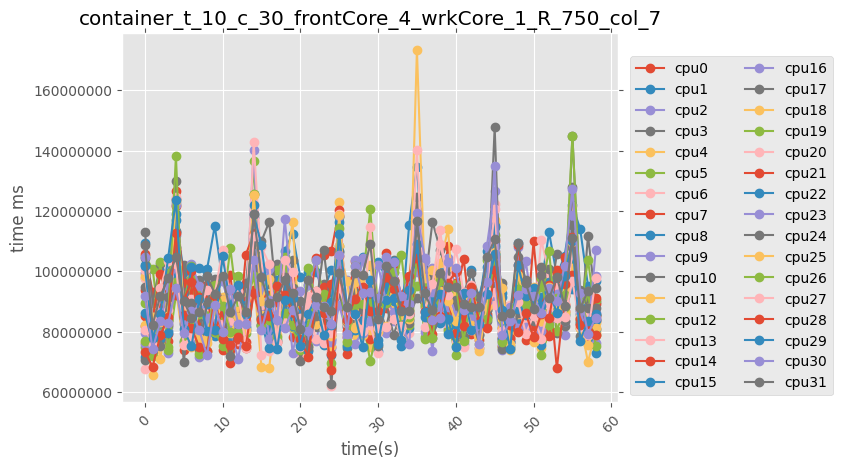 container_t_10_c_30_frontCore_4_wrkCore_1_R_750_col_7
time ms
160000000
140000000
120000000
100000000
80000000
60000000
0
10
20
30
40
50
60
time(s)
cpu0
cpu1
cpu2
cpu3
cpu4
cpu5
cpu6
cpu7
cpu8
cpu9
cpu10
cpu11
cpu12
cpu13
cpu14
cpu15
cpu16
cpu17
cpu18
cpu19
cpu20
cpu21
cpu22
cpu23
cpu24
cpu25
cpu26
cpu27
cpu28
cpu29
cpu30
cpu31